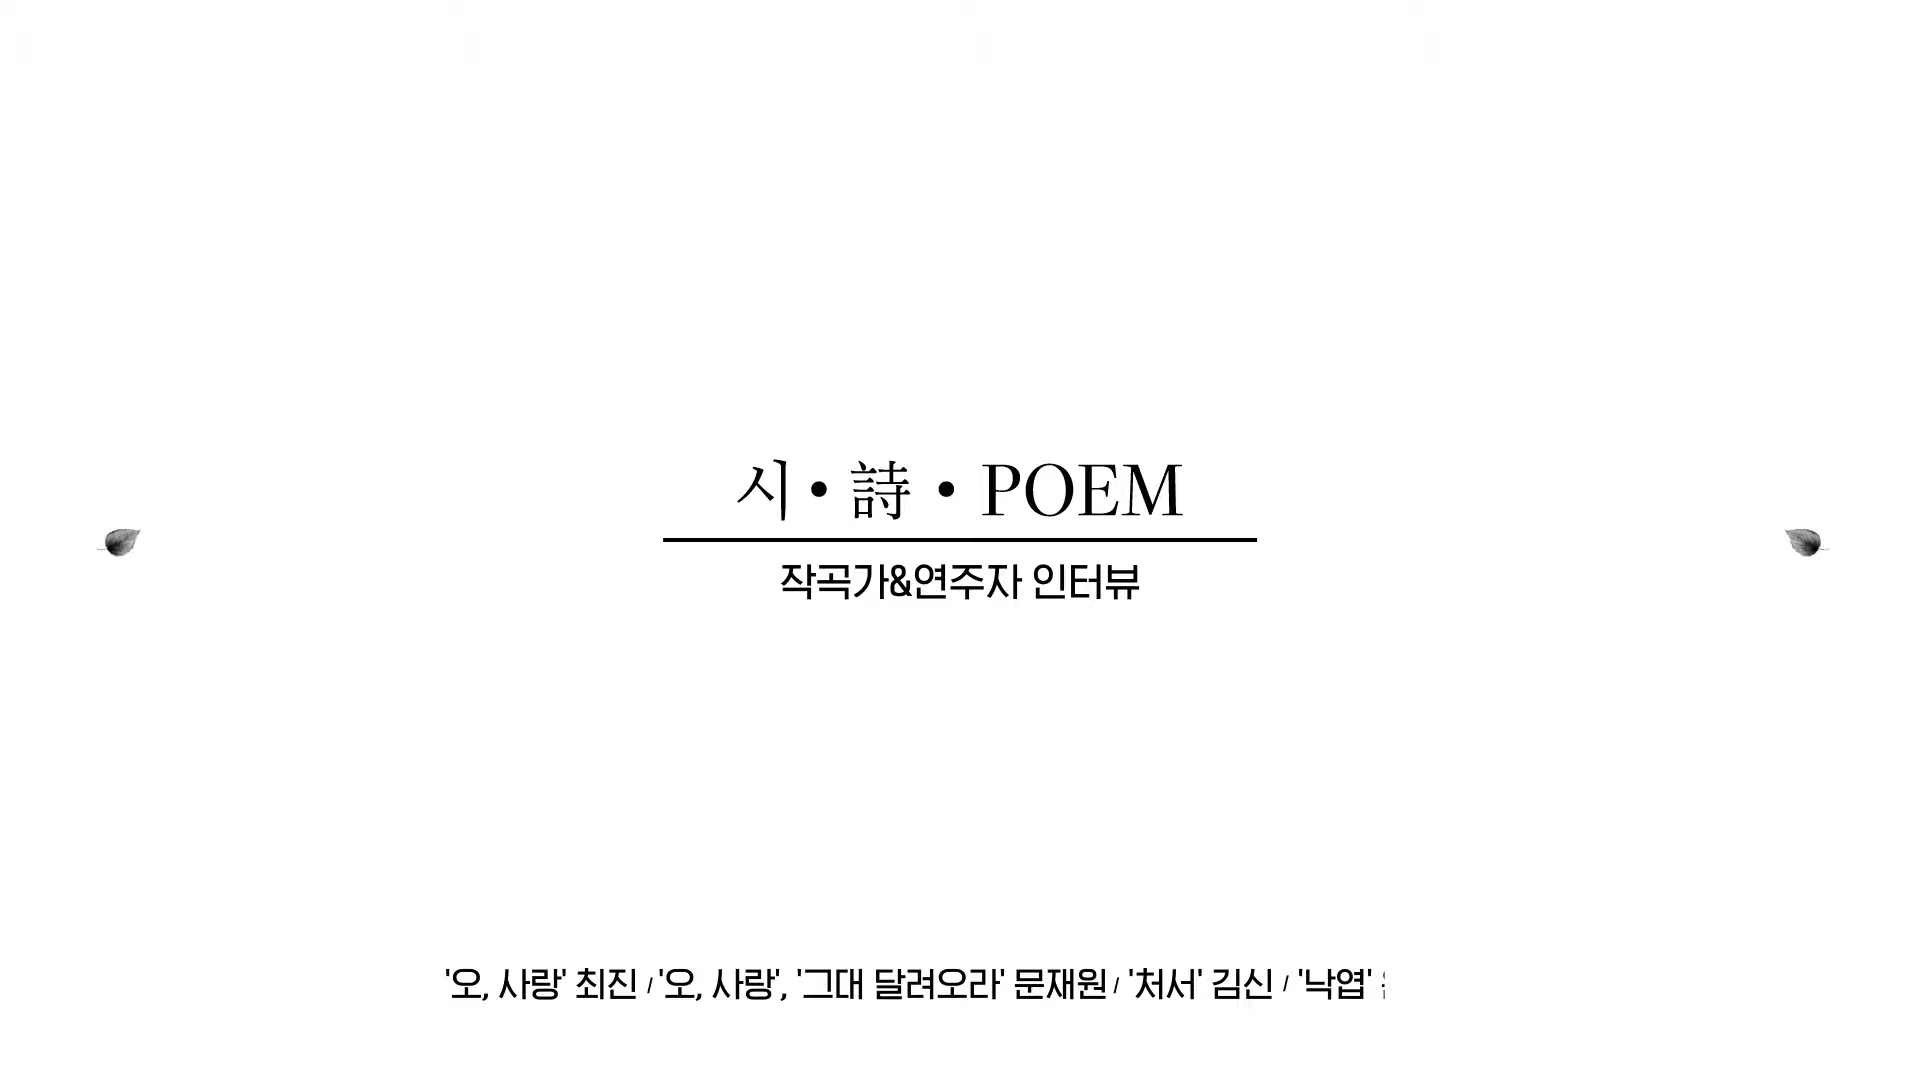 시 • 詩 • POEM
작곡가&연주자 인터뷰
'오, 사랑' 최진 / '오, 사랑', '그대 달려오라' 문재원 / '처서' 김신 / '낙엽'